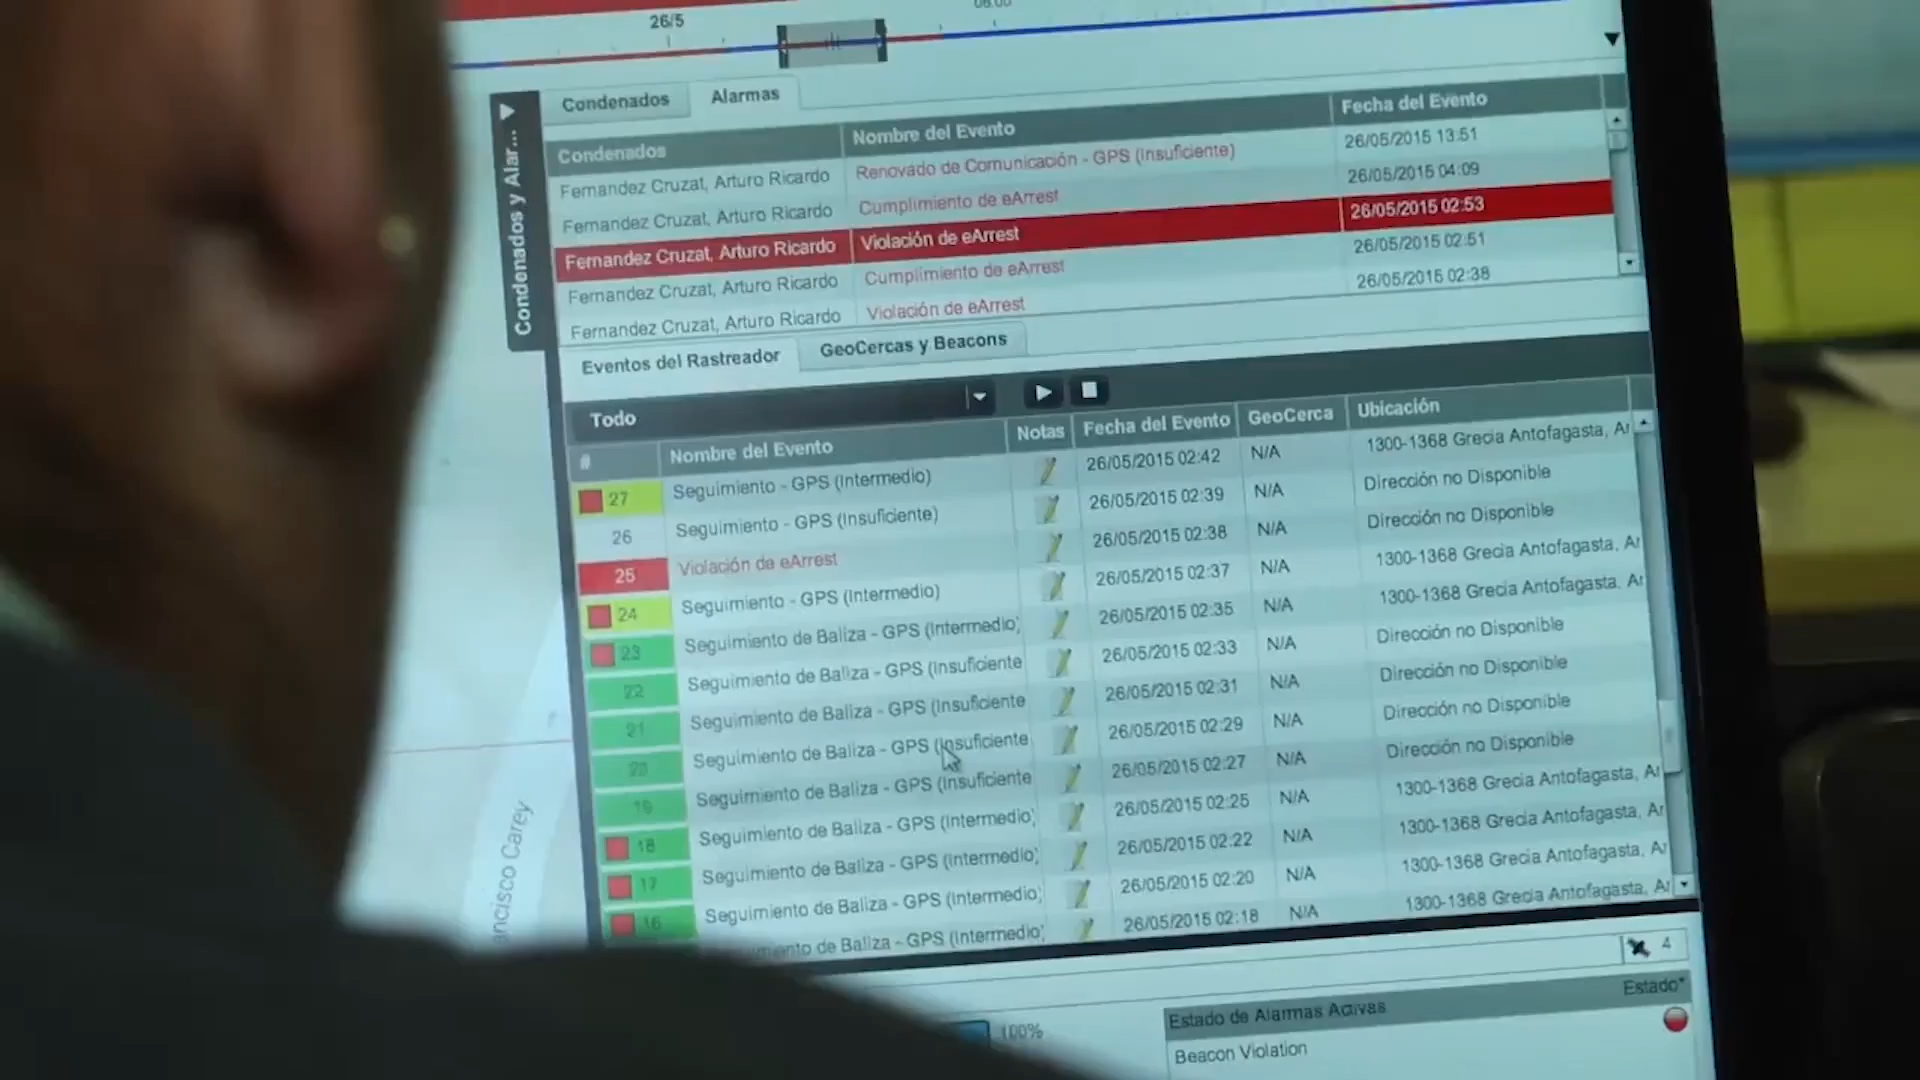 26/5
Condenados Alarmas
Condenados y Alar...
Condenados Nombre del Evento Fecha del Evento
Fernandez Cruzat, Arturo Ricardo Renovado de Comunicación - GPS (Insuficiente) 26/05/2015 13:51
Fernandez Cruzat, Arturo Ricardo Cumplimiento de eArrest 26/05/2015 04:09
Fernandez Cruzat, Arturo Ricardo Violación de eArrest 26/05/2015 02:53
Fernandez Cruzat, Arturo Ricardo Cumplimiento de eArrest 26/05/2015 02:51
Fernandez Cruzat, Arturo Ricardo Violación de eArrest 26/05/2015 02:38
Eventos del Rastreador GeoCercas y Beacons
Todo
# Nombre del Evento Notas Fecha del Evento GeoCerca Ubicación
27 Seguimiento - GPS (Intermedio) 26/05/2015 02:42 N/A 1300-1368 Grecia Antofagasta, Ar
26 Seguimiento - GPS (Insuficiente) 26/05/2015 02:39 N/A Dirección no Disponible
25 Violación de eArrest 26/05/2015 02:38 N/A Dirección no Disponible
24 Seguimiento - GPS (Intermedio) 26/05/2015 02:37 N/A 1300-1368 Grecia Antofagasta, Ar
23 Seguimiento de Baliza - GPS (Intermedio) 26/05/2015 02:35 N/A 1300-1368 Grecia Antofagasta, Ar
22 Seguimiento de Baliza - GPS (Insuficiente 26/05/2015 02:33 N/A Dirección no Disponible
21 Seguimiento de Baliza - GPS (Insuficiente 26/05/2015 02:31 N/A Dirección no Disponible
20 Seguimiento de Baliza - GPS (Insuficiente 26/05/2015 02:29 N/A Dirección no Disponible
19 Seguimiento de Baliza - GPS (Insuficiente 26/05/2015 02:27 N/A Dirección no Disponible
18 Seguimiento de Baliza - GPS (Intermedio) 26/05/2015 02:25 N/A 1300-1368 Grecia Antofagasta, Ar
17 Seguimiento de Baliza - GPS (Intermedio) 26/05/2015 02:22 N/A 1300-1368 Grecia Antofagasta, Ar
16 Seguimiento de Baliza - GPS (Intermedio) 26/05/2015 02:20 N/A 1300-1368 Grecia Antofagasta, Ar
de Baliza - GPS (Intermedio) 26/05/2015 02:18 N/A 1300-1368 Grecia Antofagasta, Ar
ancisco Carey
4
100%
Estado de Alarmas Activas Estado*
Beacon Violation